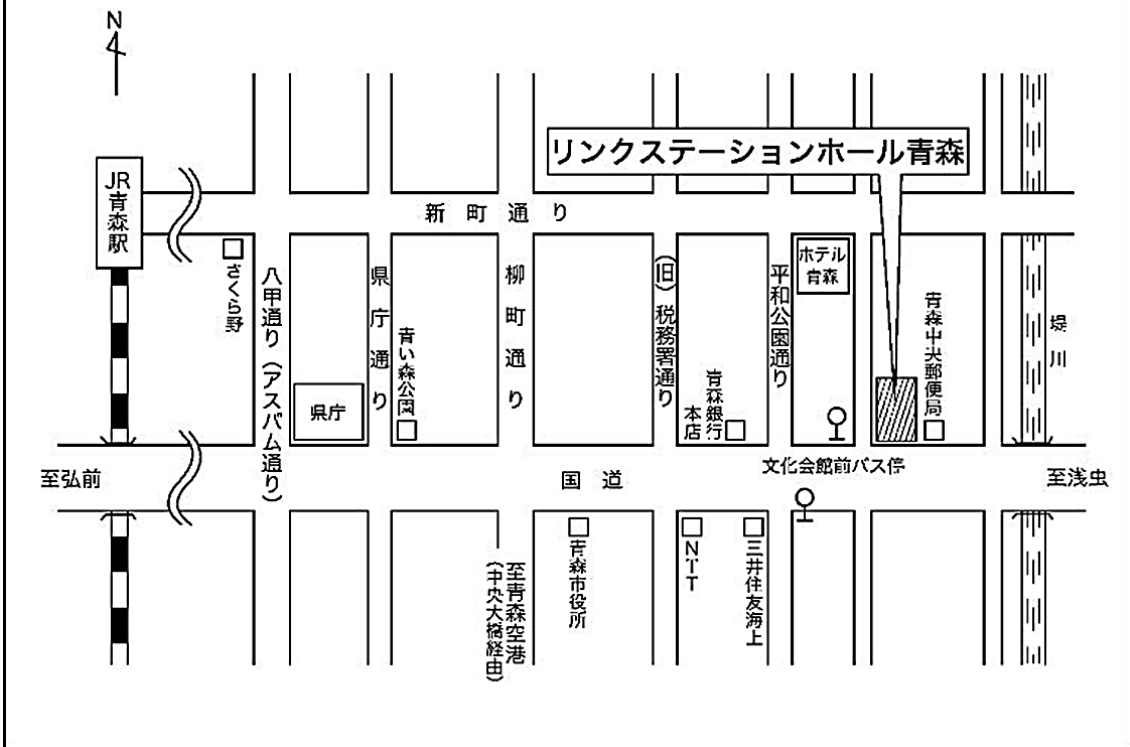 N
リンクステーションホール青森
JR青森駅
新町通り
さくら野
八甲通り(アスパム通り)
県庁通り
青い森公園
県庁
柳町通り
(旧)税務署通り
青森銀行
本店
平和公園通り
ホテル
青森
青森中央郵便局
堤川
至弘前
国道
文化会館前バス停
至浅虫
至青森空港
(中央大橋経由)
青森市役所
NTT
三井住友海上